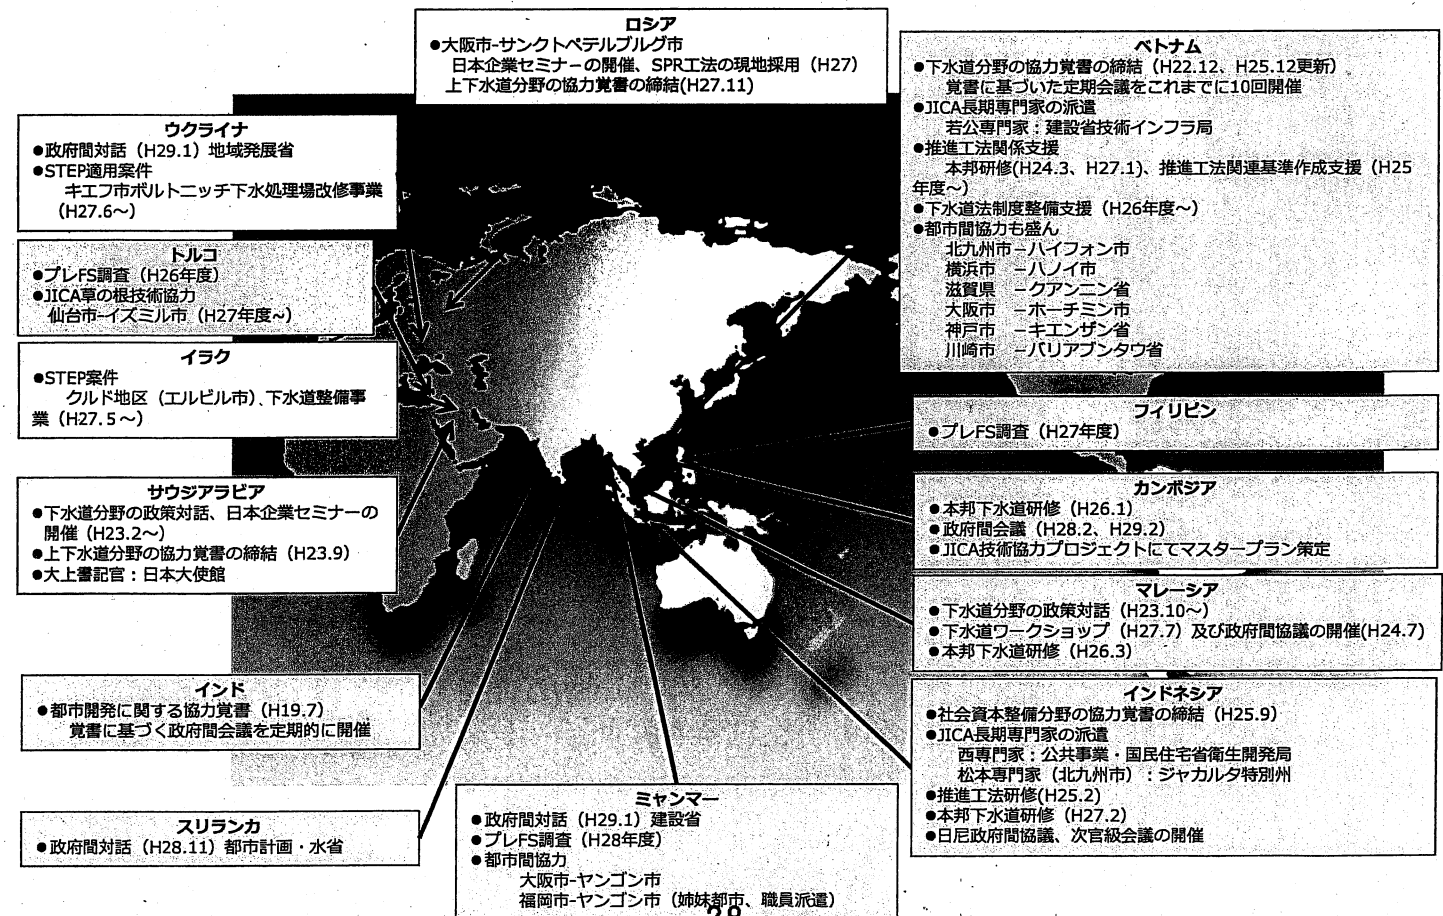 ロシア
●大阪市-サンクトペテルブルグ市
日本企業セミナーの開催、SPR工法の現地採用（H27）
上下水道分野の協力覚書の締結(H27.11)
ウクライナ
●政府間対話（H29.1）地域発展省
●STEP適用案件
キエフ市ボルトニッチ下水処理場改修事業
（H27.6～）
トルコ
●プレFS調査（H26年度）
●JICA草の根技術協力
仙台市-イズミル市（H27年度～）
イラク
●STEP案件
クルド地区（エルビル市）、下水道整備事
業（H27.5～）
サウジアラビア
●下水道分野の政策対話、日本企業セミナーの
開催（H23.2～）
●上下水道分野の協力覚書の締結（H23.9）
●大上書記官：日本大使館
インド
●都市開発に関する協力覚書（H19.7）
覚書に基づく政府間会議を定期的に開催
スリランカ
●政府間対話（H28.11）都市計画・水省
ミャンマー
●政府間対話（H29.1）建設省
●プレFS調査（H28年度）
●都市間協力
大阪市-ヤンゴン市
福岡市-ヤンゴン市（姉妹都市、職員派遣）
28
ベトナム
●下水道分野の協力覚書の締結（H22.12、H25.12更新）
覚書に基づいた定期会議をこれまでに10回開催
●JICA長期専門家の派遣
若公専門家：建設省技術インフラ局
●推進工法関係支援
本邦研修(H24.3、H27.1)、推進工法関連基準作成支援（H25
年度～）
●下水道法制度整備支援（H26年度～）
●都市間協力も盛ん
北九州市－ハイフォン市
横浜市　－ハノイ市
滋賀県　－クアンニン省
大阪市　－ホーチミン市
神戸市　－キエンザン省
川崎市　－バリアブンタウ省
フィリピン
●プレFS調査（H27年度）
カンボジア
●本邦下水道研修（H26.1）
●政府間会議（H28.2、H29.2）
●JICA技術協力プロジェクトにてマスタープラン策定
マレーシア
●下水道分野の政策対話（H23.10～）
●下水道ワークショップ（H27.7）及び政府間協議の開催(H24.7)
●本邦下水道研修（H26.3）
インドネシア
●社会資本整備分野の協力覚書の締結（H25.9）
●JICA長期専門家の派遣
西専門家：公共事業・国民住宅省衛生開発局
松本専門家（北九州市）：ジャカルタ特別州
●推進工法研修(H25.2)
●本邦下水道研修（H27.2）
●日尼政府間協議、次官級会議の開催